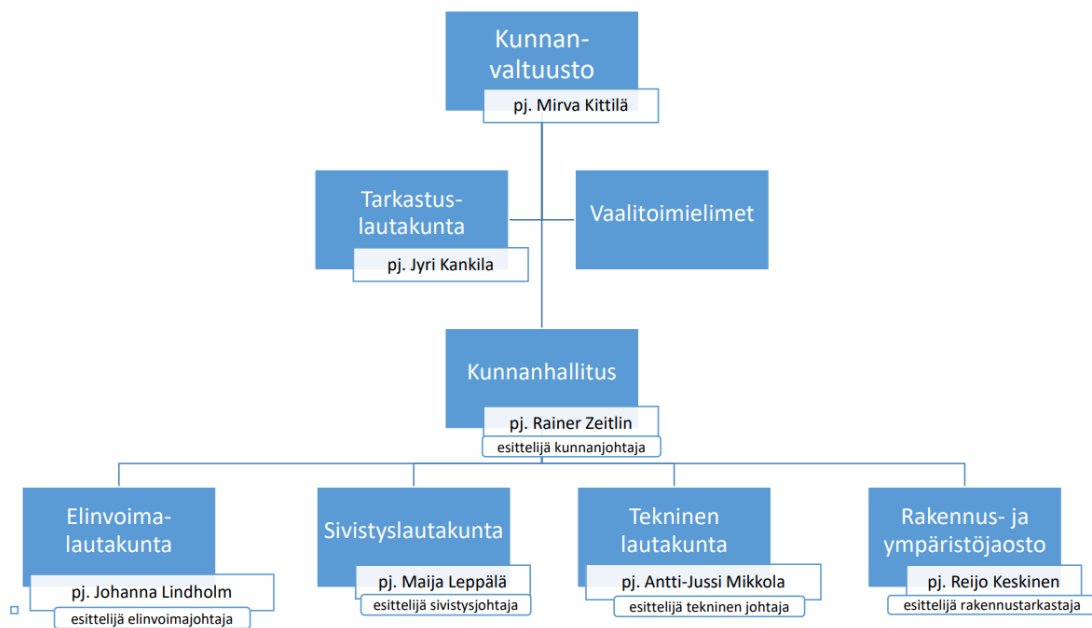 Kunnan-
valtuusto
pj. Mirva Kittilä
Tarkastus-
lautakunta
pj. Jyri Kankila
Vaalitoimielimet
Kunnanhallitus
pj. Rainer Zeitlin
esittelijä kunnanjohtaja
Elinvoima-
lautakunta
pj. Johanna Lindholm
esittelijä elinvoimajohtaja
Sivistyslautakunta
pj. Maija Leppälä
esittelijä sivistysjohtaja
Tekninen
lautakunta
pj. Antti-Jussi Mikkola
esittelijä tekninen johtaja
Rakennus- ja
ympäristöjaosto
pj. Reijo Keskinen
esittelijä rakennustarkastaja